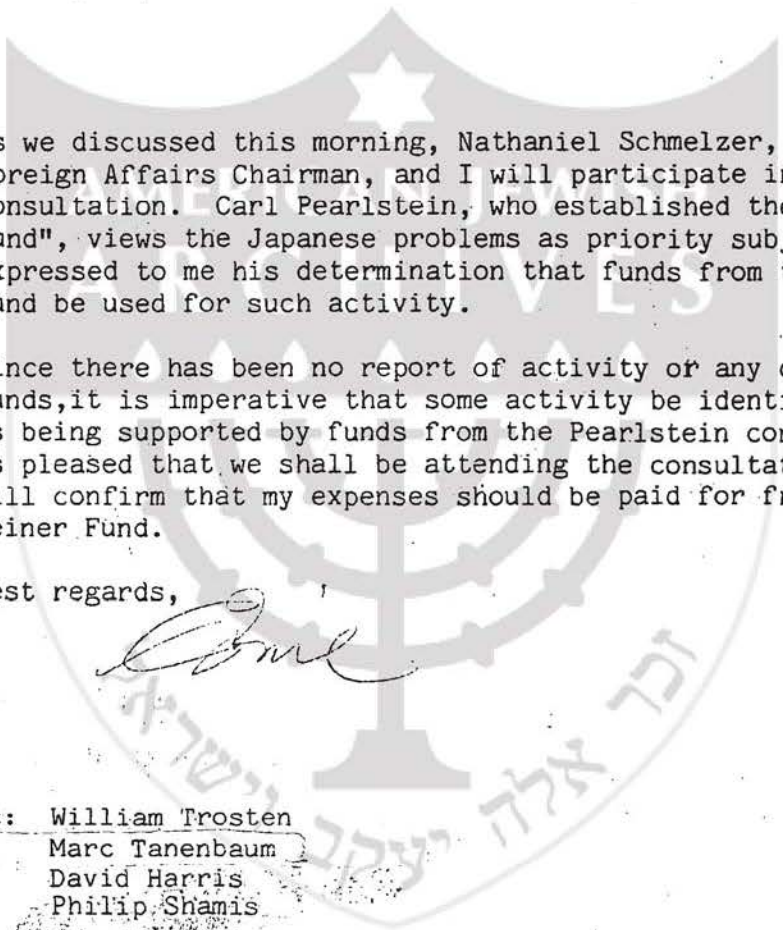 s we discussed this morning, Nathaniel Schmelzer,
oreign Affairs Chairman, and I will participate in
onsultation. Carl Pearlstein, who established the
und", views the Japanese problems as priority subj
xpressed to me his determination that funds from
und be used for such activity.
ince there has been no report of activity or any
unds,it is imperative that some activity be identi
s being supported by funds from the Pearlstein con
s pleased that we shall be attending the consultat
ill confirm that my expenses should be paid for fr
einer Fund.
est regards,
: William Trosten
Marc Tanenbaum
David Harris
Philip Shamis
AMERICAN JEWISH
ARCHIVES
זכר אלה יעקב וישראל